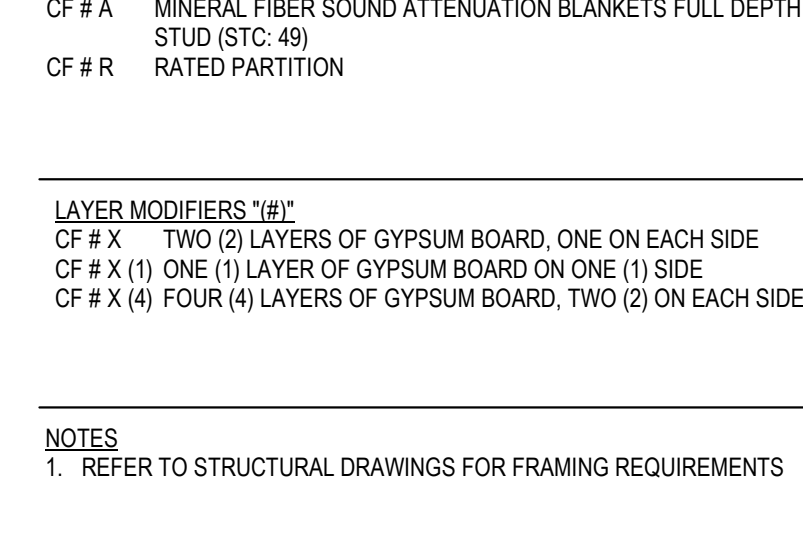 CF # A MINERAL FIBER SOUND ATTENUATION BLANKETS FULL DEPTH
STUD (STC: 49)
CF # R RATED PARTITION
LAYER MODIFIERS "(#)"
CF # X TWO (2) LAYERS OF GYPSUM BOARD, ONE ON EACH SIDE
CF # X (1) ONE (1) LAYER OF GYPSUM BOARD ON ONE (1) SIDE
CF # X (4) FOUR (4) LAYERS OF GYPSUM BOARD, TWO (2) ON EACH SIDE
NOTES
1. REFER TO STRUCTURAL DRAWINGS FOR FRAMING REQUIREMENTS